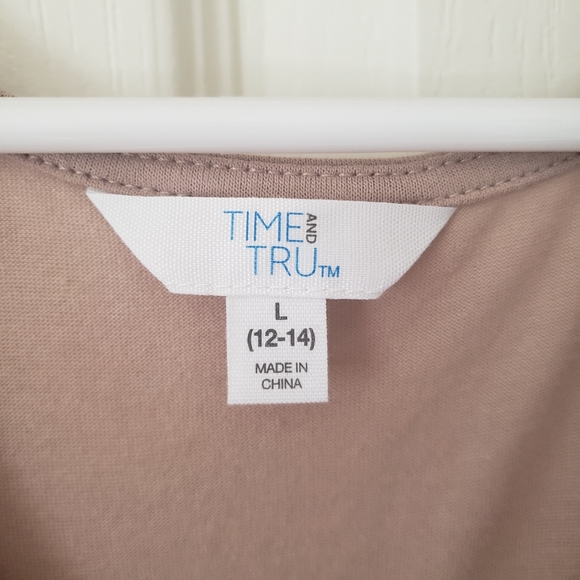 TIME AND
TRU™
L
(12-14)
MADE IN
CHINA